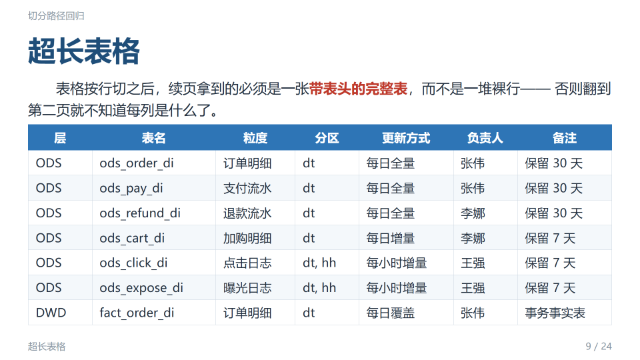 切分路径回归
超长表格
表格按行切之后，续页拿到的必须是一张带表头的完整表，而不是一堆裸行—— 否则翻到
第二页就不知道每列是什么了。
层 表名 粒度 分区 更新方式 负责人 备注
ODS ods_order_di 订单明细 dt 每日全量 张伟 保留 30 天
ODS ods_pay_di 支付流水 dt 每日全量 张伟 保留 30 天
ODS ods_refund_di 退款流水 dt 每日全量 李娜 保留 30 天
ODS ods_cart_di 加购明细 dt 每日增量 李娜 保留 7 天
ODS ods_click_di 点击日志 dt, hh 每小时增量 王强 保留 7 天
ODS ods_expose_di 曝光日志 dt, hh 每小时增量 王强 保留 7 天
DWD fact_order_di 订单明细 dt 每日覆盖 张伟 事务事实表
超长表格 9 / 24